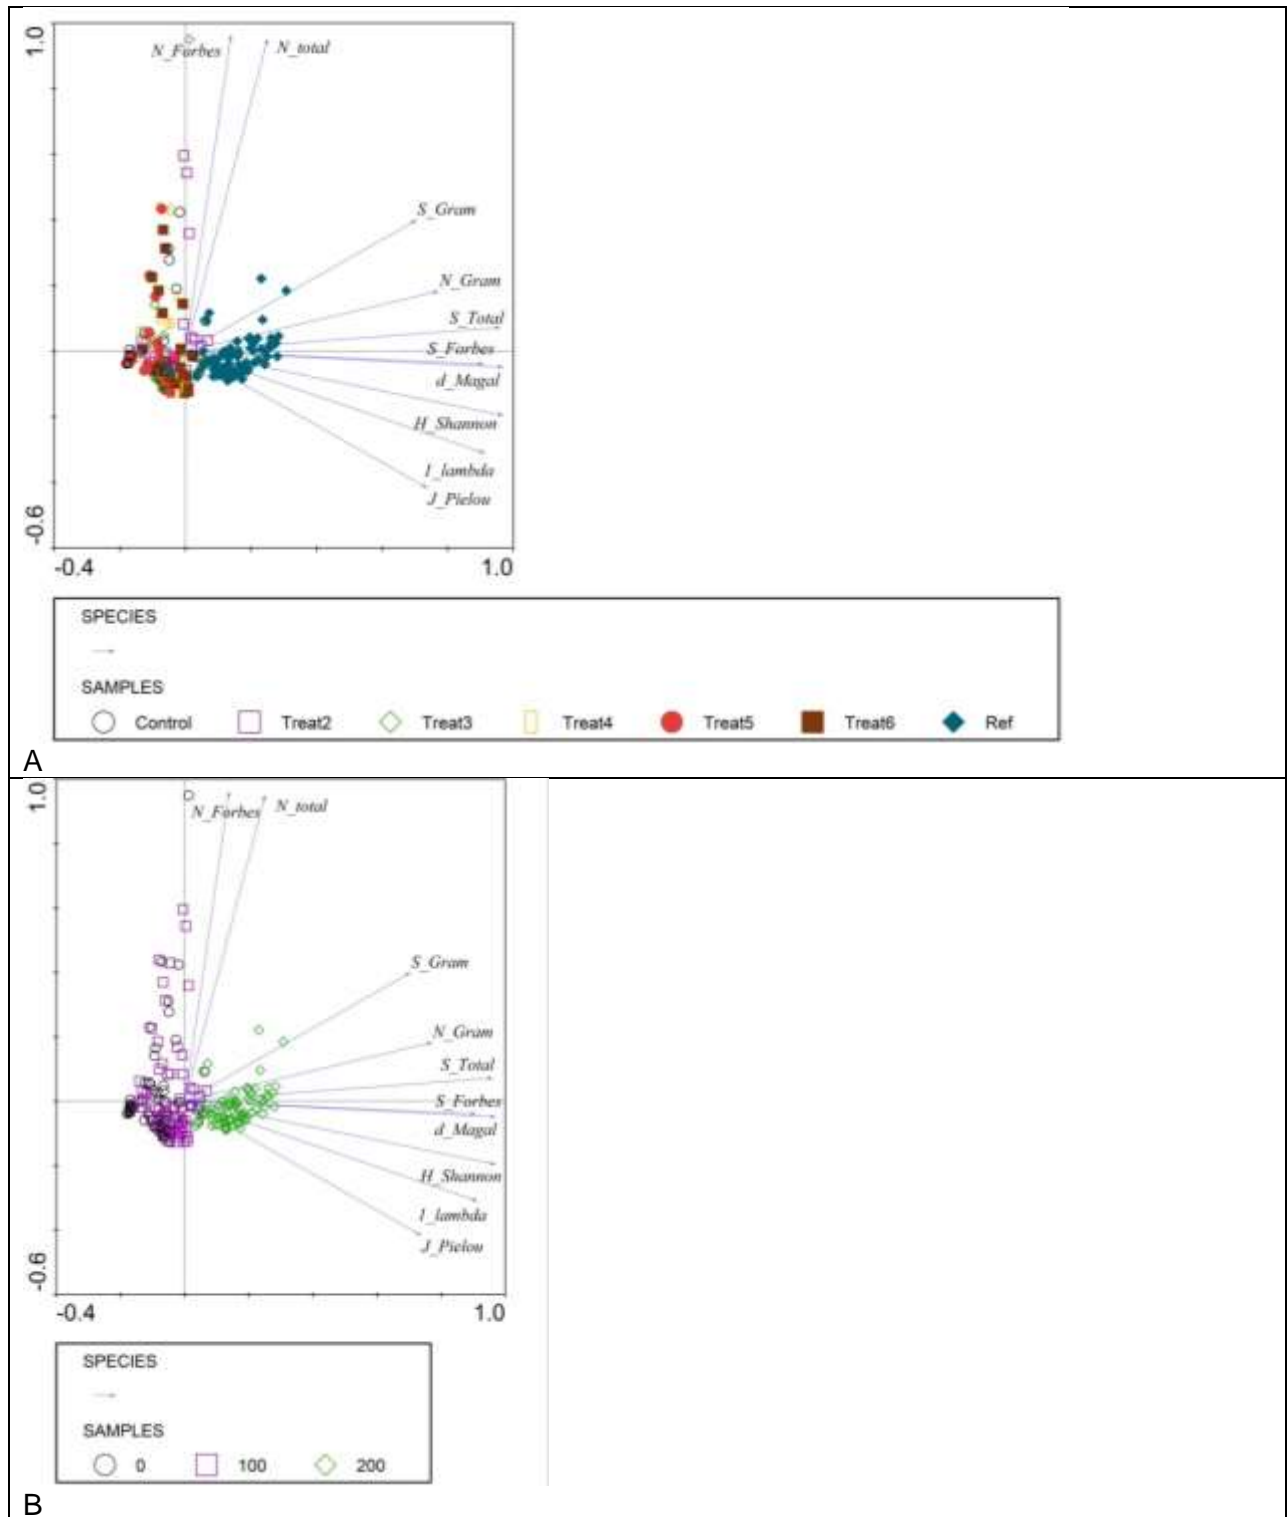 1.0
N_Forbes
N_total
S_Gram
N_Gram
S_Total
S_Forbes
d_Magal
H_Shannon
1_lambda
J_Pielou
-0.6
-0.4
1.0
SPECIES
SAMPLES
Control Treat2 Treat3 Treat4 Treat5 Treat6 Ref
A
1.0
N_Forbes
N_total
S_Gram
N_Gram
S_Total
S_Forbes
d_Magal
H_Shannon
1_lambda
J_Pielou
-0.6
-0.4
1.0
SPECIES
SAMPLES
0 100 200
B